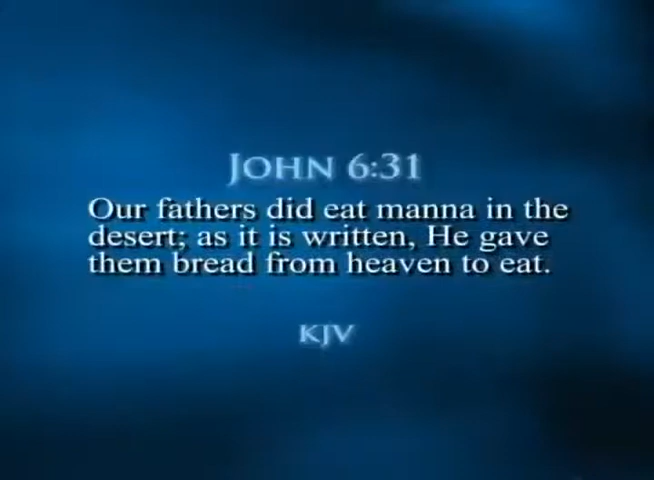 JOHN 6:31
Our fathers did eat manna in the
desert; as it is written, He gave
them bread from heaven to eat.
KJV